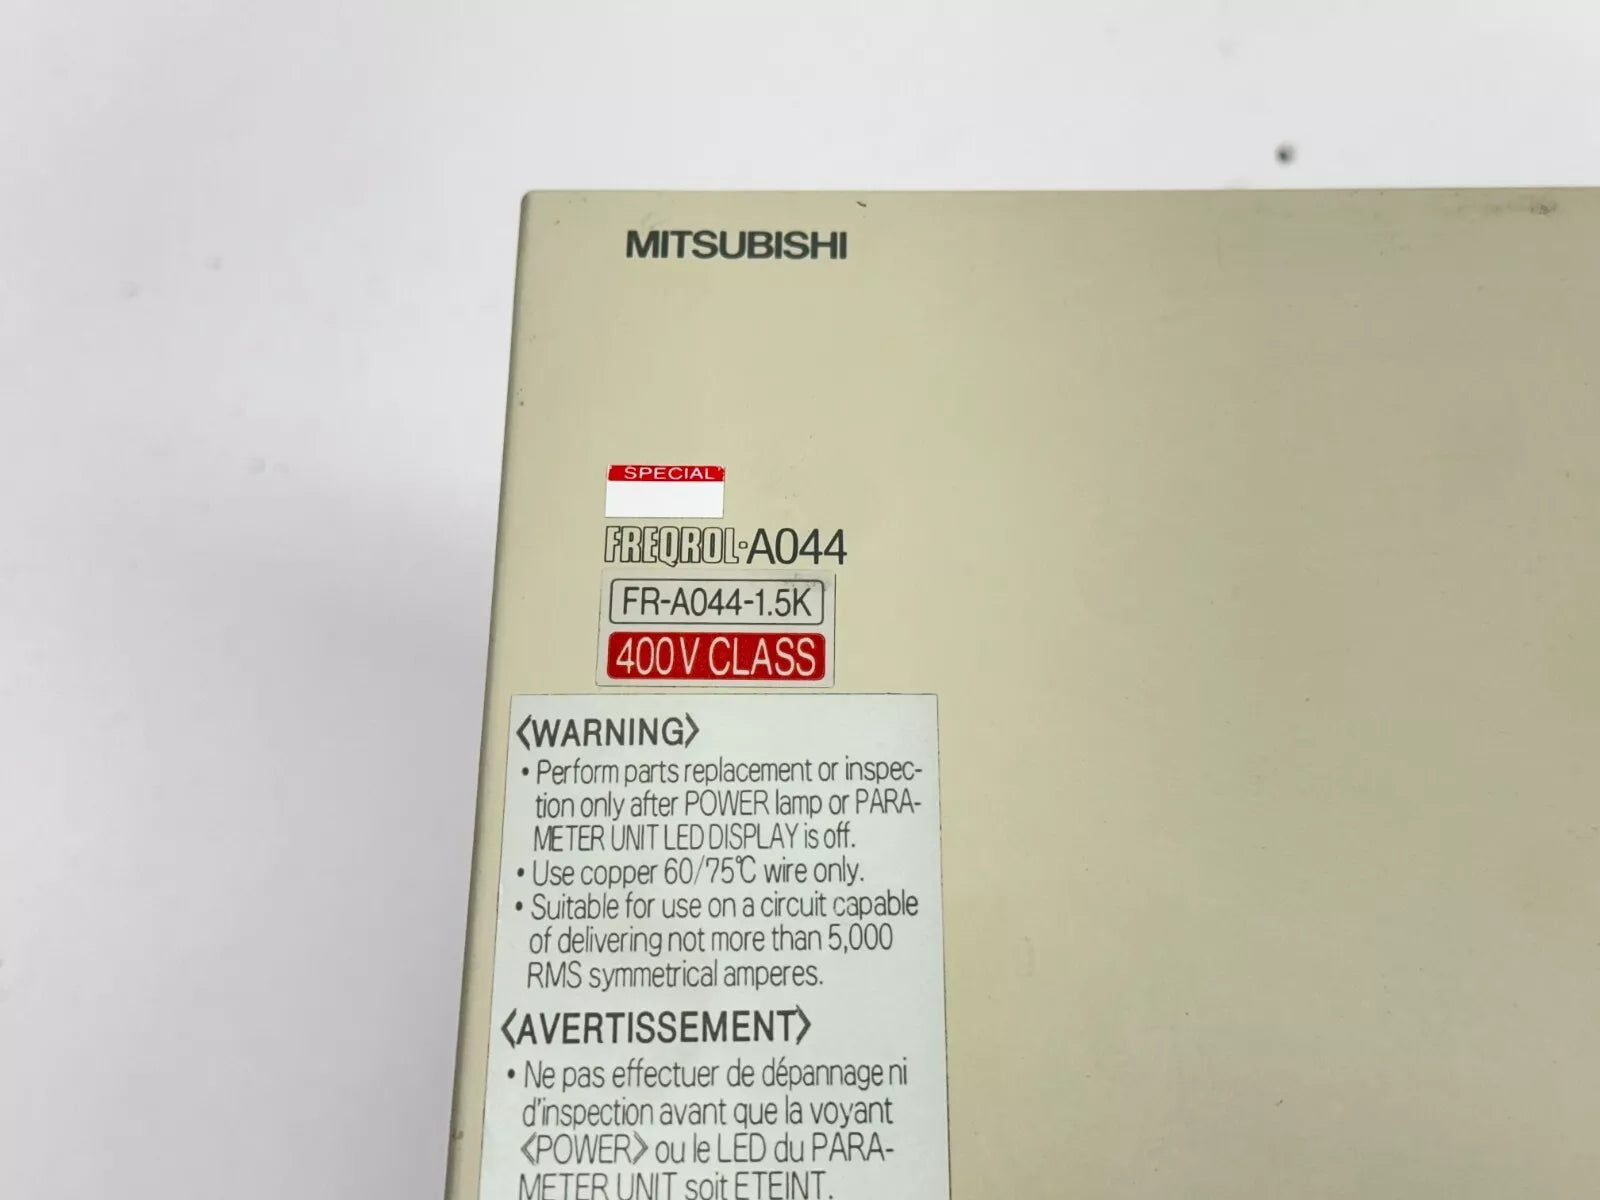 MITSUBISHI
SPECIAL
FREQROL-A044
FR-A044-1.5K
400V CLASS
〈WARNING〉
• Perform parts replacement or inspec-
tion only after POWER lamp or PARA-
METER UNIT LED DISPLAY is off.
• Use copper 60/75℃ wire only.
• Suitable for use on a circuit capable
of delivering not more than 5,000
RMS symmetrical amperes.
〈AVERTISSEMENT〉
• Ne pas effectuer de dépannage ni
d'inspection avant que la voyant
《POWER》 ou le LED du PARA-
METER UNIT soit ETEINT.